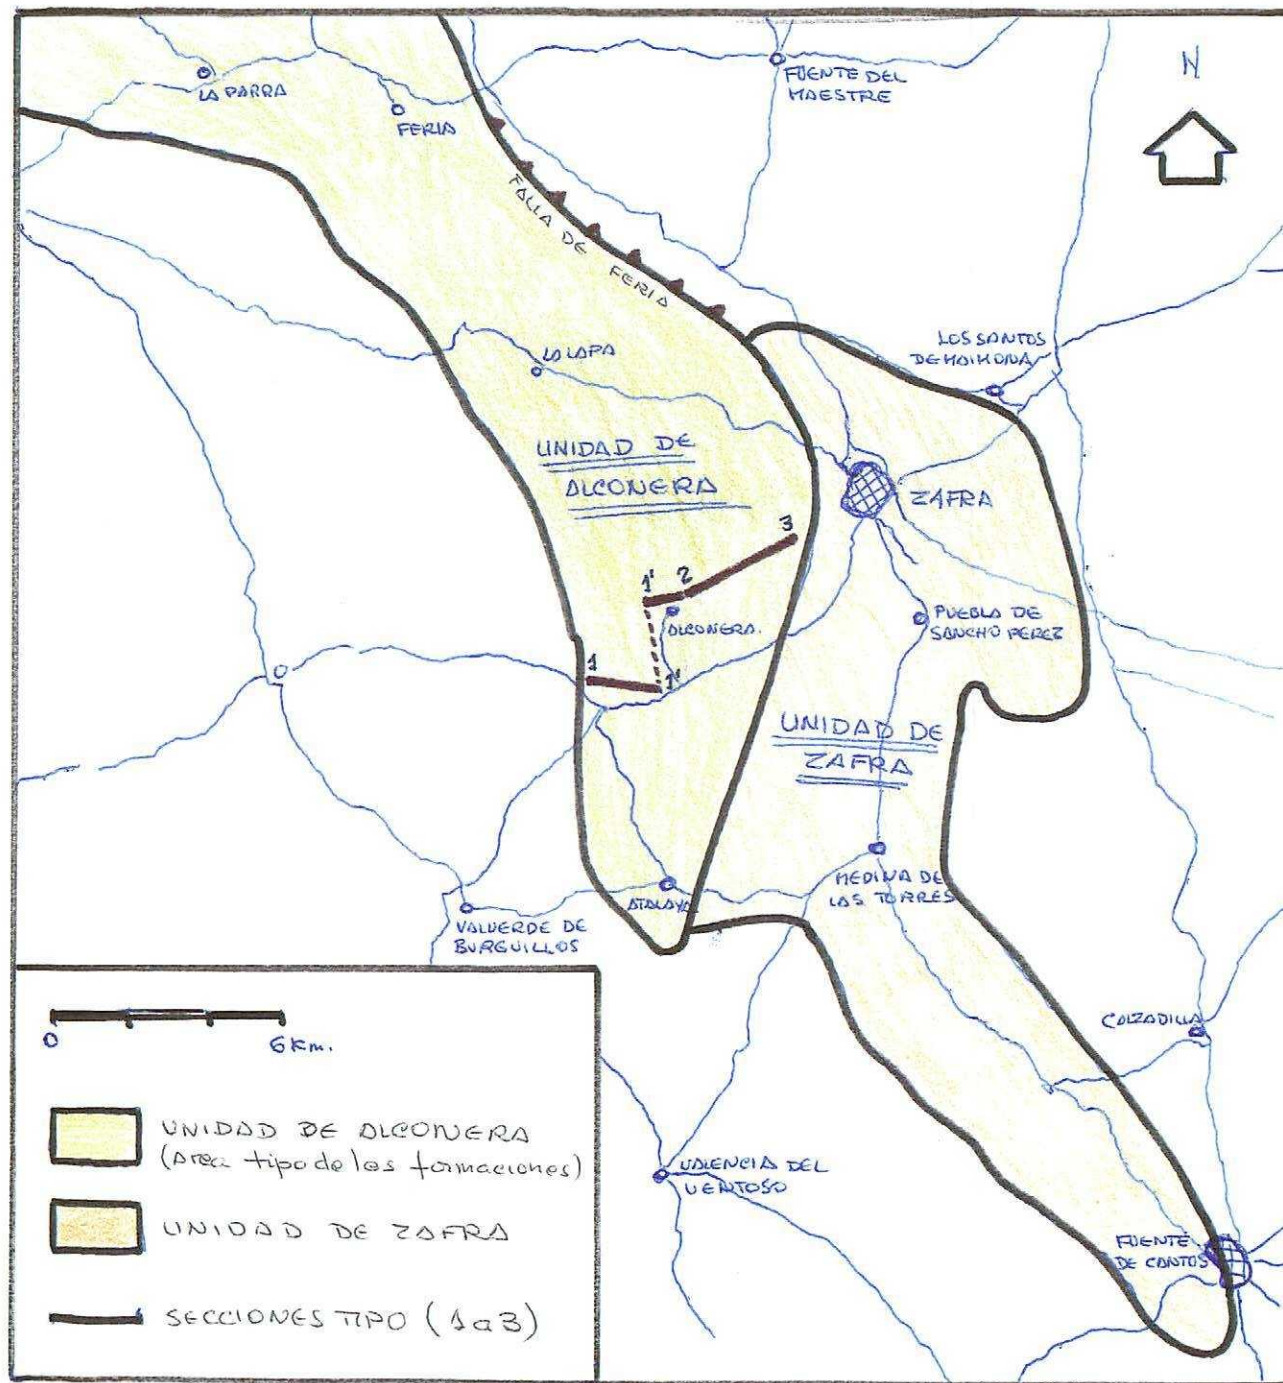 N
LA PARRA
FERIA
FUENTE DEL
MAESTRE
FALLA DE FERIA
LOS SANTOS
DE MAIMONA
LA LAPA
UNIDAD DE
ALCONERA
ZAFRA
3
1'
2
ALCONERA.
PUEBLA DE
SANCHO PEREZ
1
1'
UNIDAD DE
ZAFRA
MEDINA DE
LAS TORRES
ATALAYA
VALVERDE DE
BURGUILLOS
CALZADILLA
VALENCIA DEL
VENTOSO
FUENTE
DE CANTOS
0 6 Km.
UNIDAD DE ALCONERA
(Area tipo de las formaciones)
UNIDAD DE ZAFRA
SECCIONES TIPO (1 a 3)